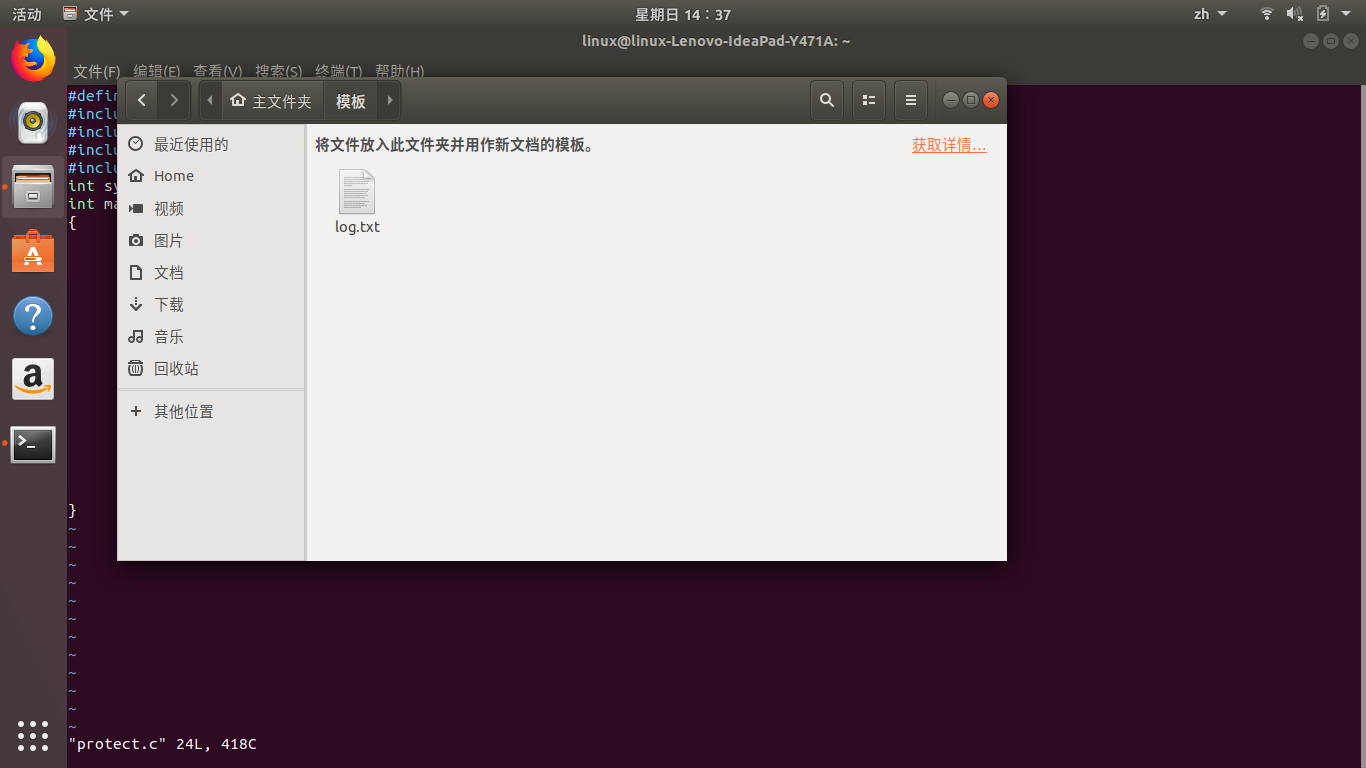 活动 文件 星期日 14：37 zh
linux@linux-Lenovo-IdeaPad-Y471A: ~
文件(F) 编辑(E) 查看(V) 搜索(S) 终端(T) 帮助(H)
主文件夹 模板
最近使用的
Home
视频
图片
文档
下载
音乐
回收站
其他位置
将文件放入此文件夹并用作新文档的模板。 获取详情…
log.txt
#defin
#inclu
#inclu
#inclu
#inclu
int sy
int ma
{
}
~
~
~
~
~
~
~
~
~
~
~
~
"protect.c" 24L, 418C